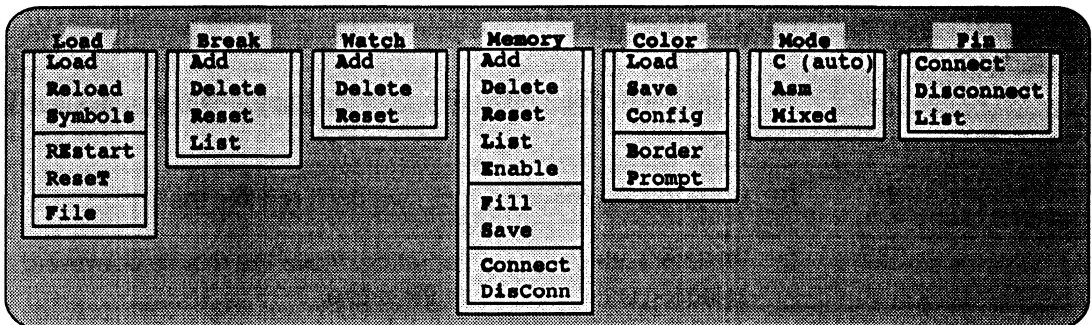 Load
Load
Reload
Symbols
REstart
ReseT
File
Break
Add
Delete
Reset
List
Watch
Add
Delete
Reset
Memory
Add
Delete
Reset
List
Enable
Fill
Save
Connect
DisConn
Color
Load
Save
Config
Border
Prompt
Mode
C (auto)
Asm
Mixed
Pin
Connect
Disconnect
List